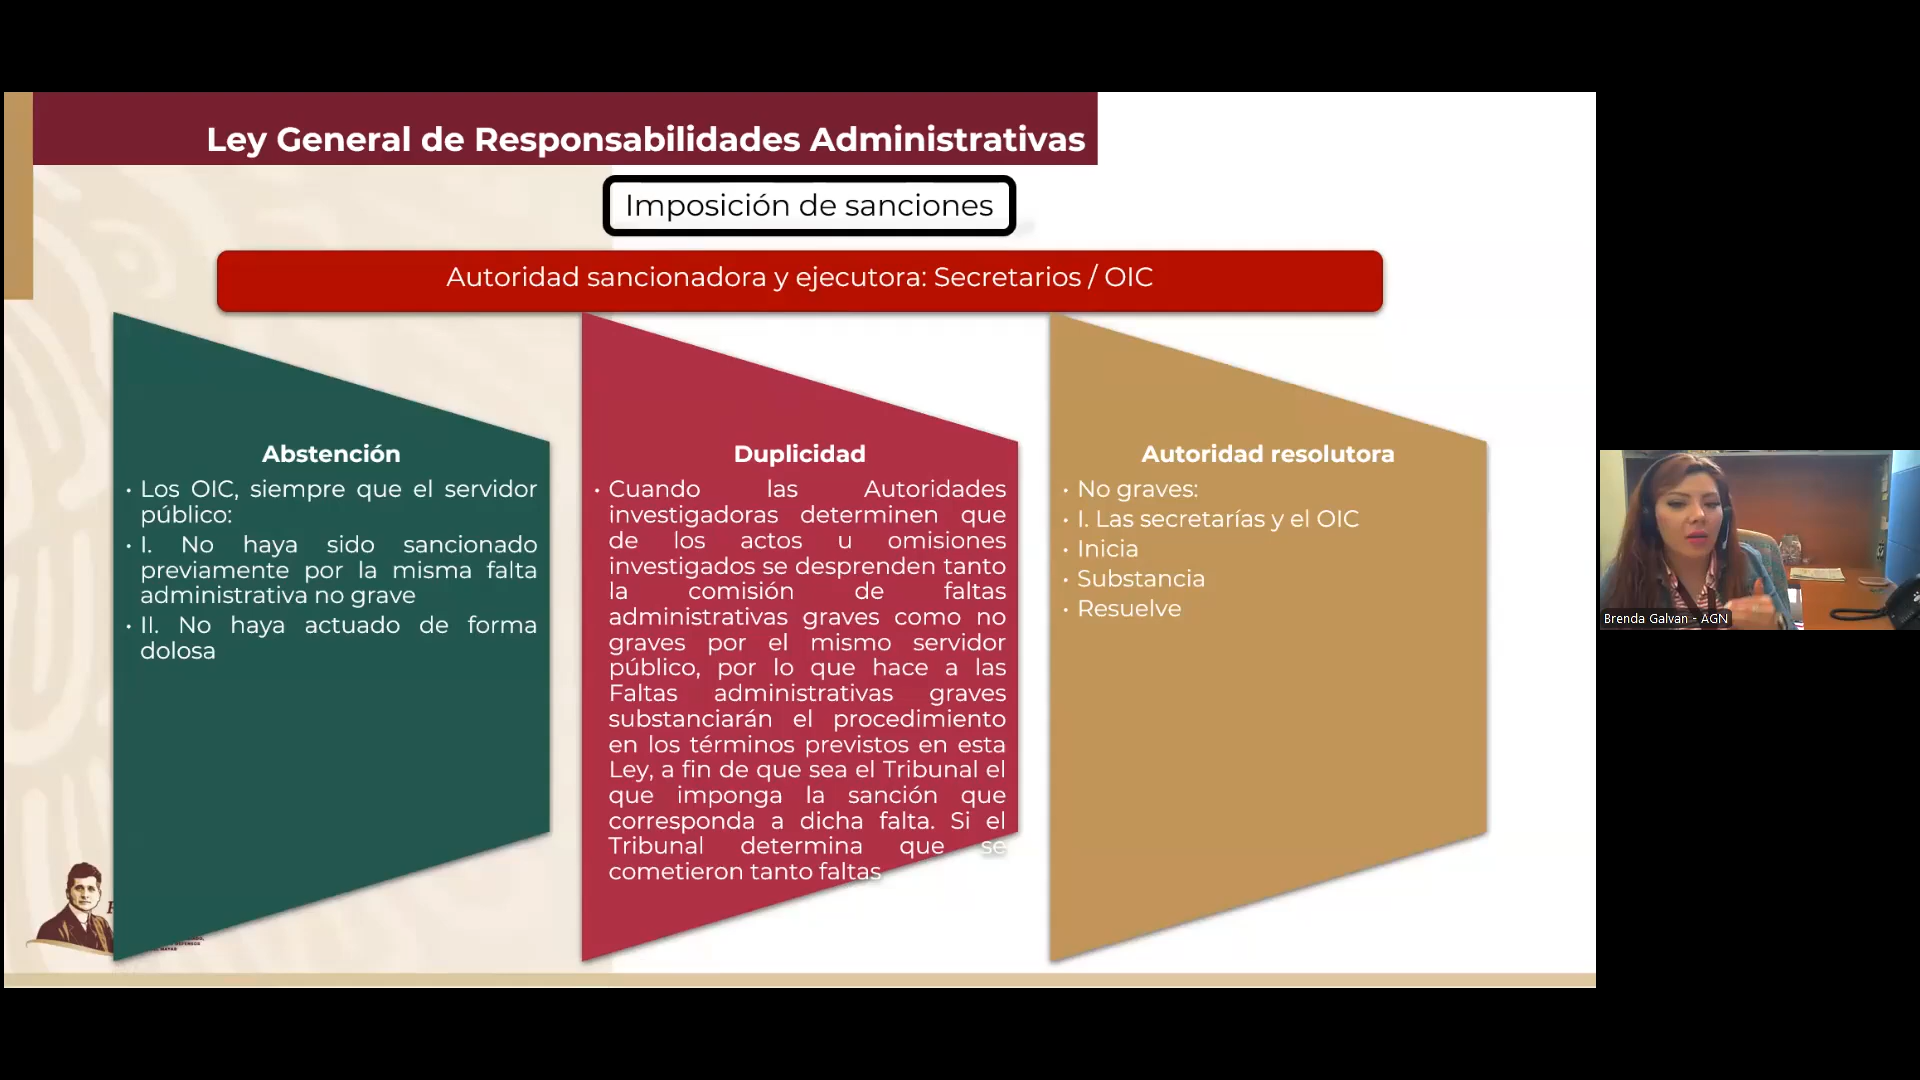 Ley General de Responsabilidades Administrativas
Imposición de sanciones
Autoridad sancionadora y ejecutora: Secretarios / OIC
Abstención
• Los OIC, siempre que el servidor
público:
• I. No haya sido sancionado
previamente por la misma falta
administrativa no grave
• II. No haya actuado de forma
dolosa
Duplicidad
• Cuando las Autoridades
investigadoras determinen que
de los actos u omisiones
investigados se desprenden tanto
la comisión de faltas
administrativas graves como no
graves por el mismo servidor
público, por lo que hace a las
Faltas administrativas graves
substanciarán el procedimiento
en los términos previstos en esta
Ley, a fin de que sea el Tribunal el
que imponga la sanción que
corresponda a dicha falta. Si el
Tribunal determina que se
cometieron tanto faltas
Autoridad resolutora
• No graves:
• I. Las secretarías y el OIC
• Inicia
• Substancia
• Resuelve
Brenda Galvan - AGN